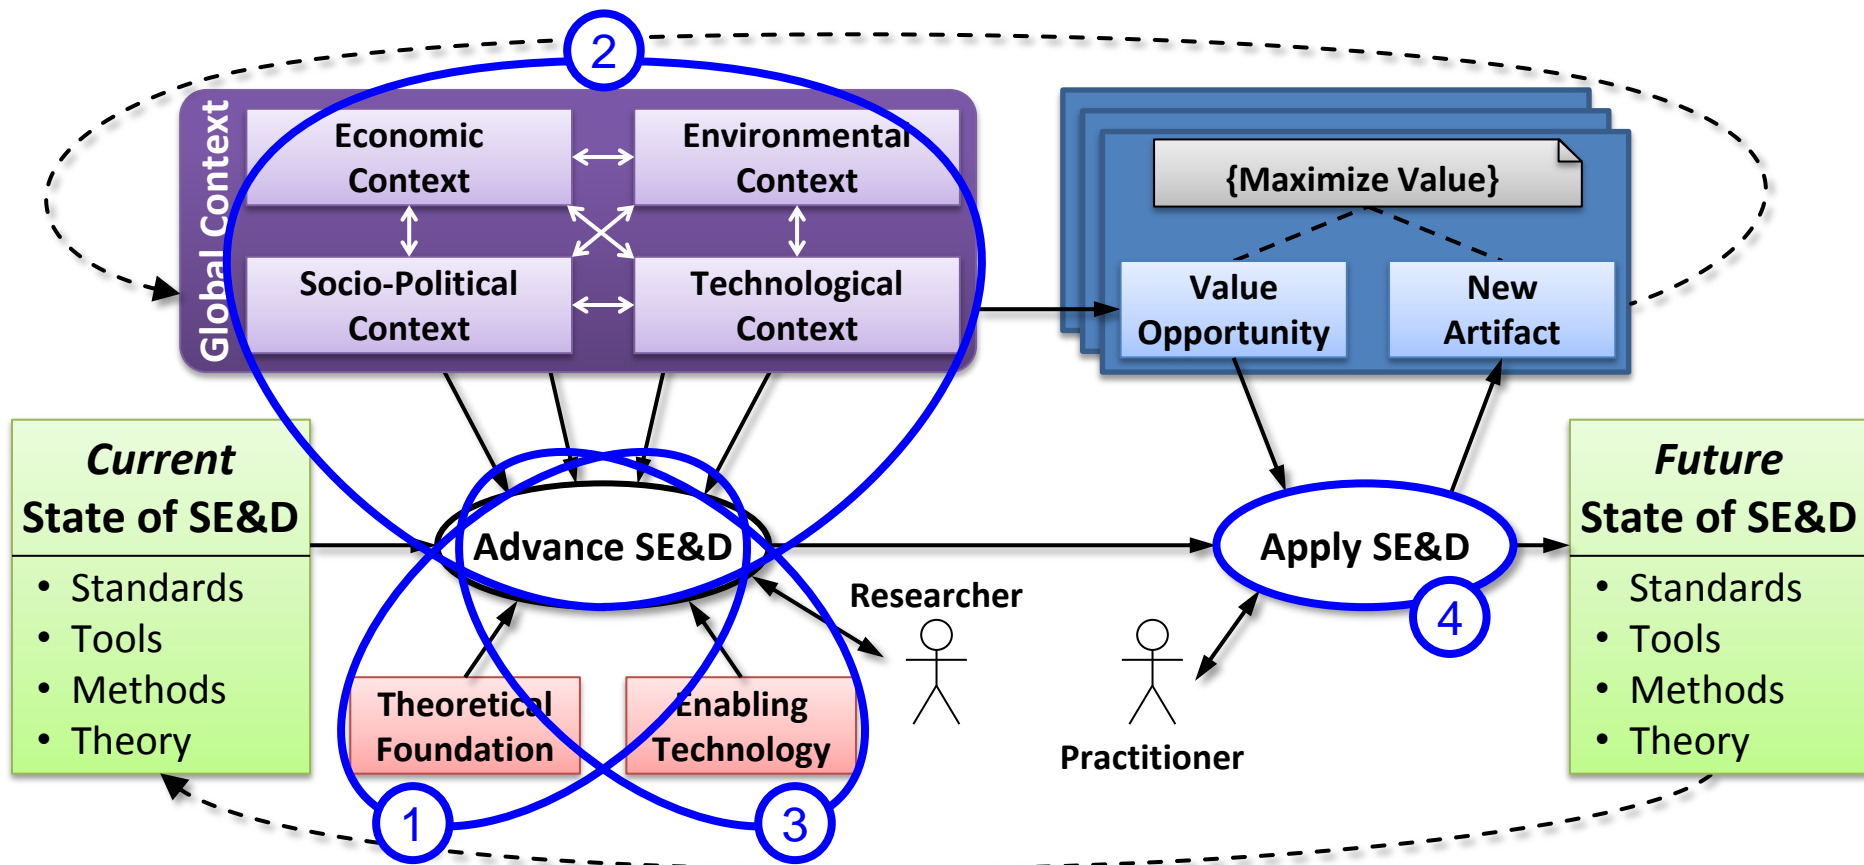 2
Global Context
Economic
Context
Environmental
Context
Socio-Political
Context
Technological
Context
{Maximize Value}
Value
Opportunity
New
Artifact
Current
State of SE&D
• Standards
• Tools
• Methods
• Theory
Advance SE&D
Apply SE&D
4
Future
State of SE&D
• Standards
• Tools
• Methods
• Theory
Researcher
Practitioner
Theoretical
Foundation
Enabling
Technology
1
3